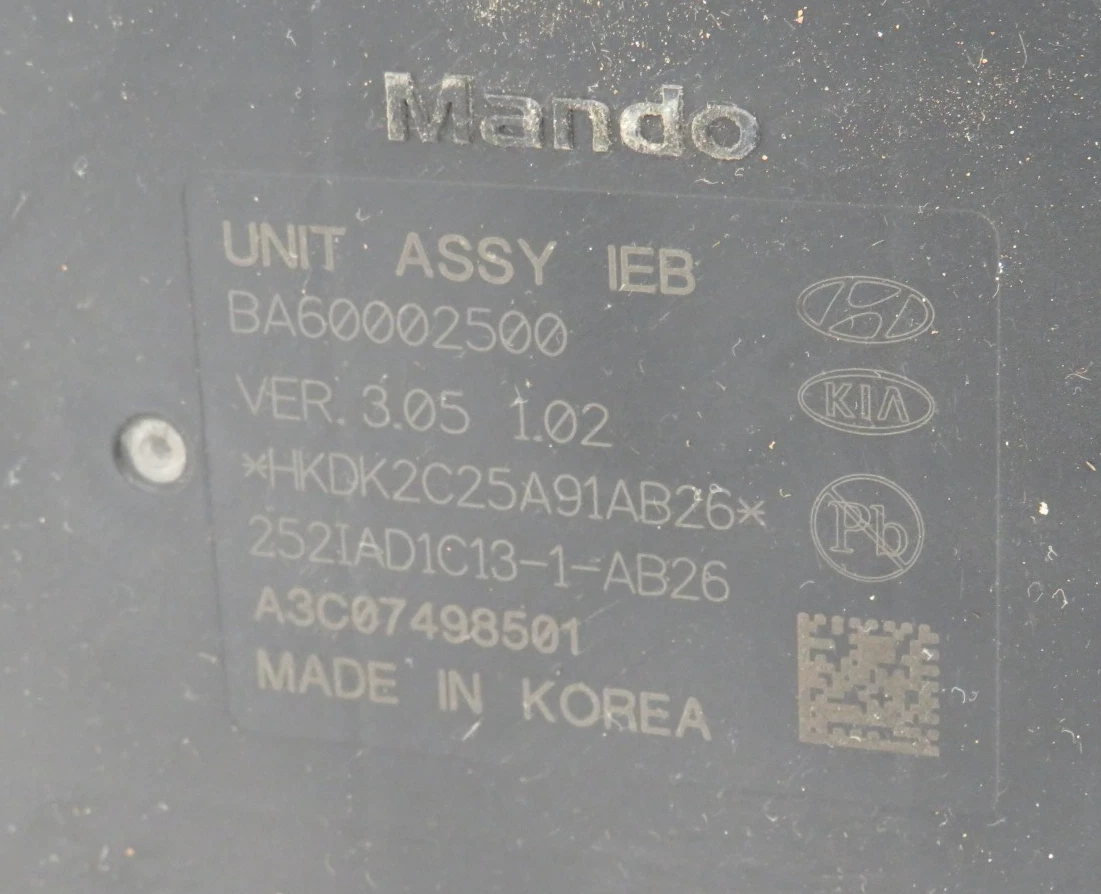 Mando
UNIT ASSY IEB
BA60002500
VER. 3.05 1.02
*HKDK2C25A91AB26*
252IAD1C13-1-AB26
A3C07498501
MADE IN KOREA
KIA
Pb